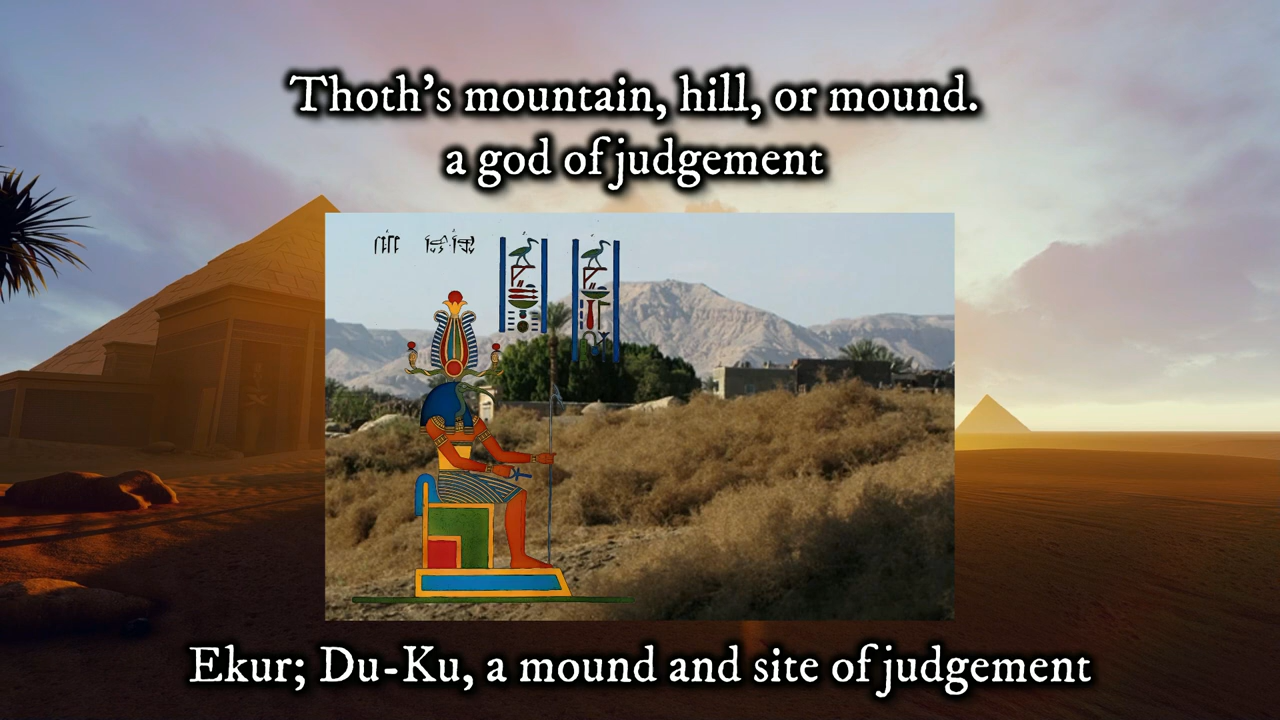 Thoth's mountain, hill, or mound.
a god of judgement
Ekur; Du-Ku, a mound and site of judgement